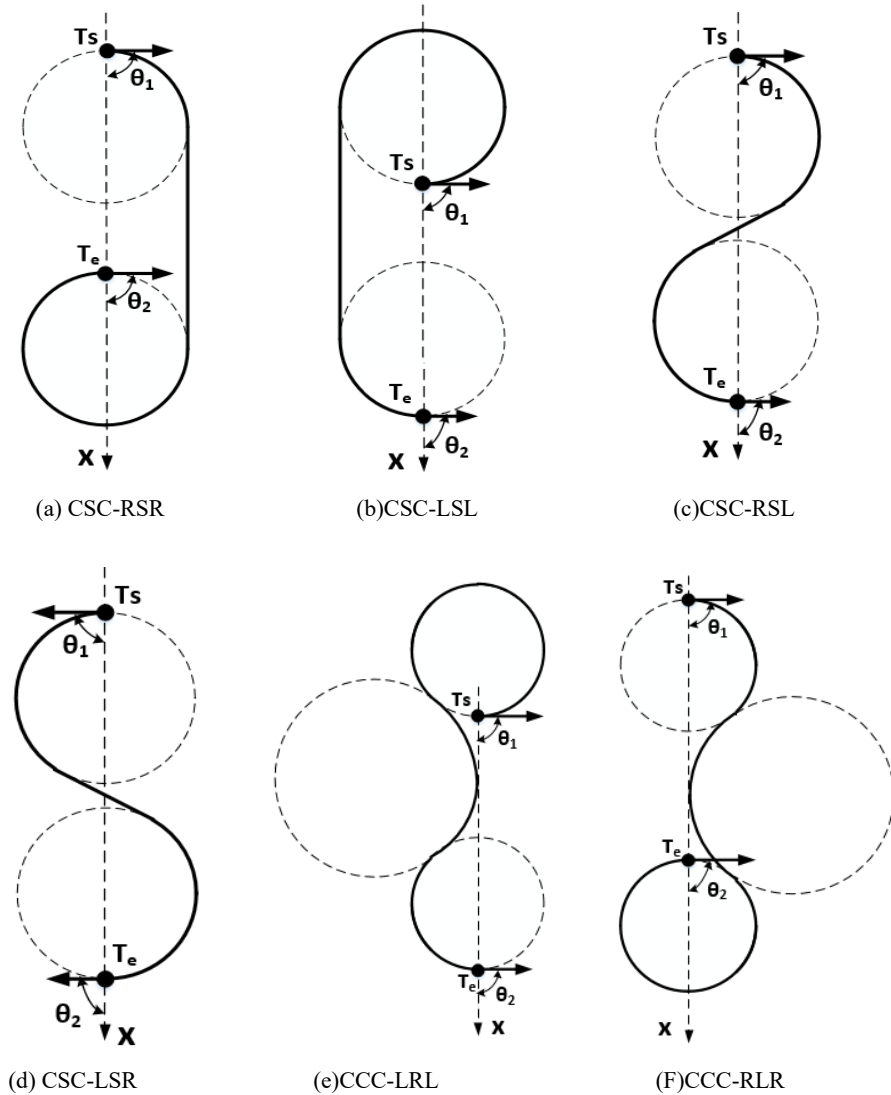 Ts
θ1
Te
θ2
X
(a) CSC-RSR
Ts
θ1
Te
θ2
X
(b)CSC-LSL
Ts
θ1
Te
θ2
X
(c)CSC-RSL
Ts
θ1
Te
θ2
X
(d) CSC-LSR
Ts
θ1
Te
θ2
X
(e)CCC-LRL
Ts
θ1
Te
θ2
X
(F)CCC-RLR